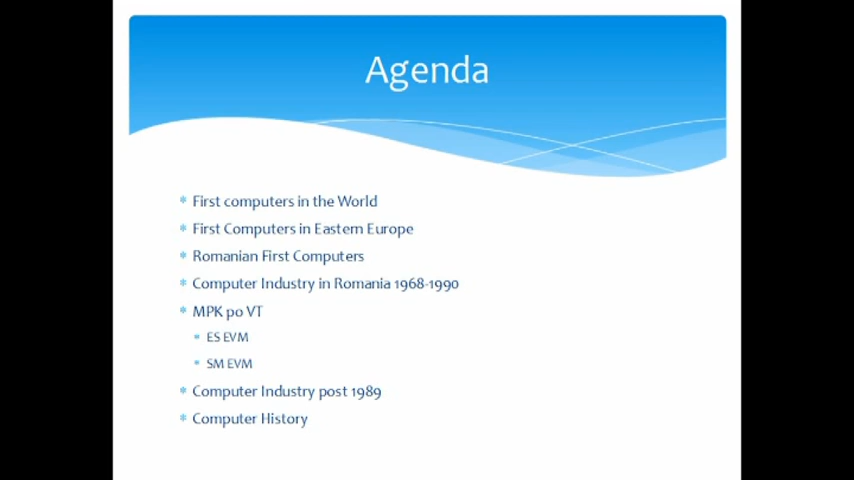 Agenda
First computers in the World
First Computers in Eastern Europe
Romanian First Computers
Computer Industry in Romania 1968-1990
MPK po VT
ES EVM
SM EVM
Computer Industry post 1989
Computer History